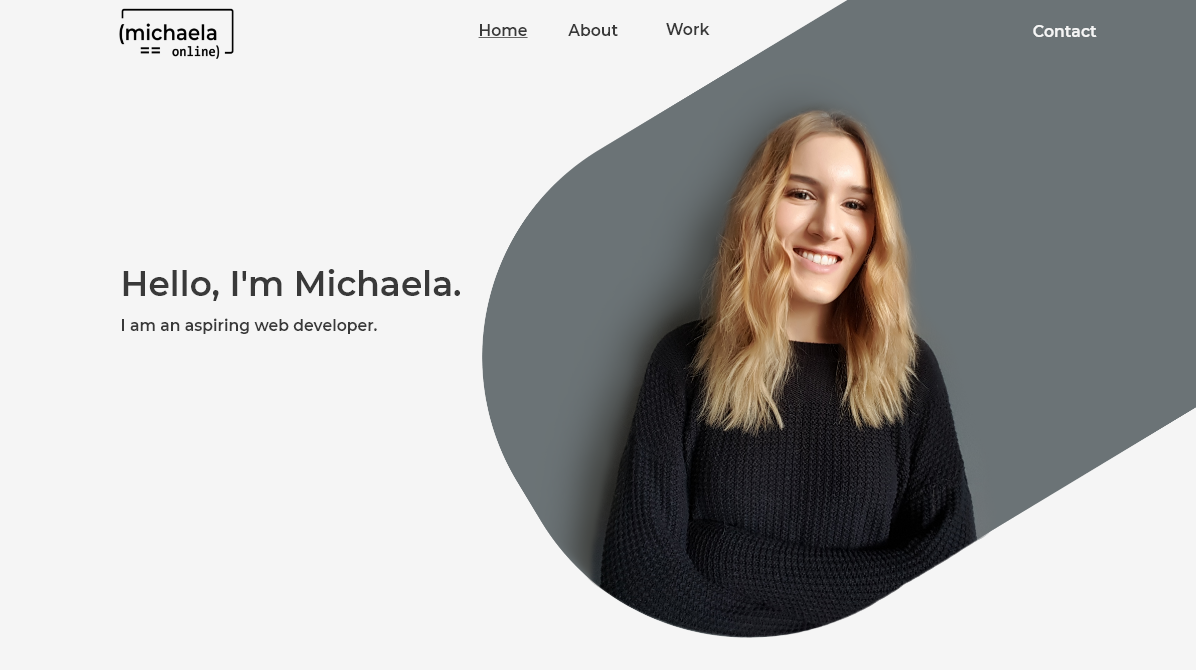 (michaela
== online)
Home About Work Contact
Hello, I'm Michaela.
I am an aspiring web developer.